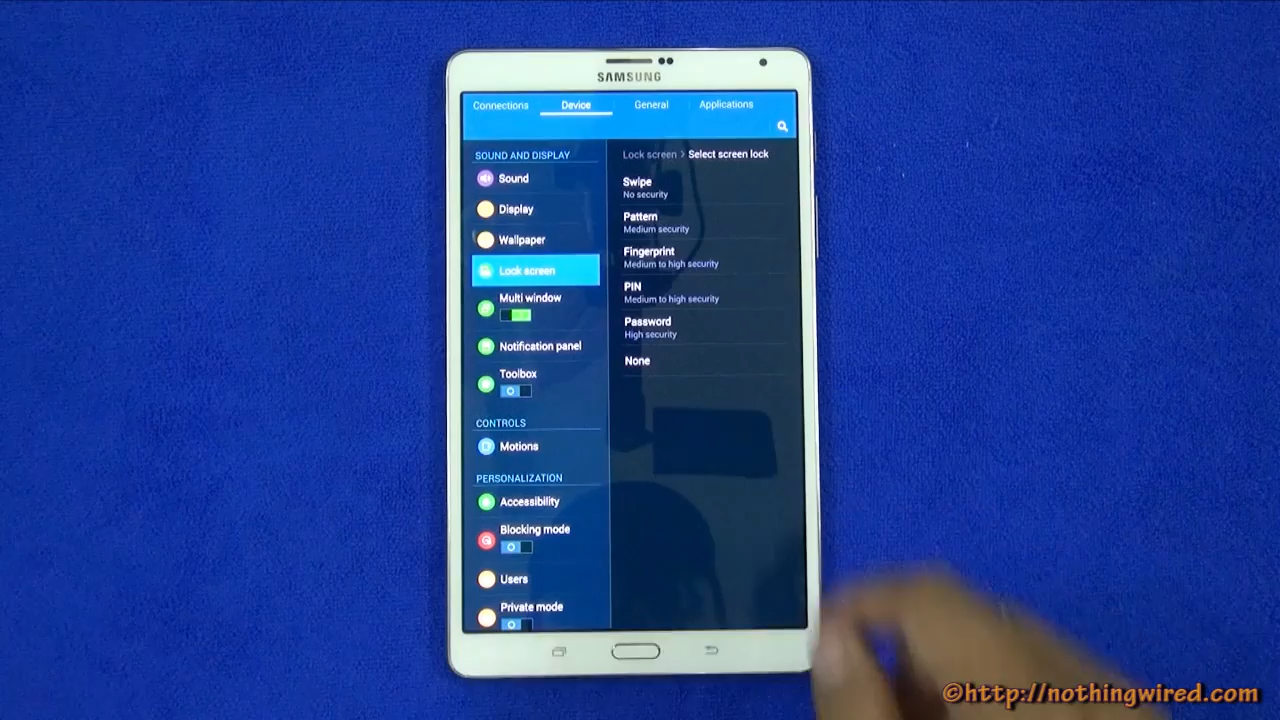 SAMSUNG
Connections Device General Applications
SOUND AND DISPLAY
Sound
Display
Wallpaper
Lock screen
Multi window
Notification panel
Toolbox
CONTROLS
Motions
PERSONALIZATION
Accessibility
Blocking mode
Users
Private mode
Lock screen > Select screen lock
Swipe
No security
Pattern
Medium security
Fingerprint
Medium to high security
PIN
Medium to high security
Password
High security
None
©http://nothingwired.com